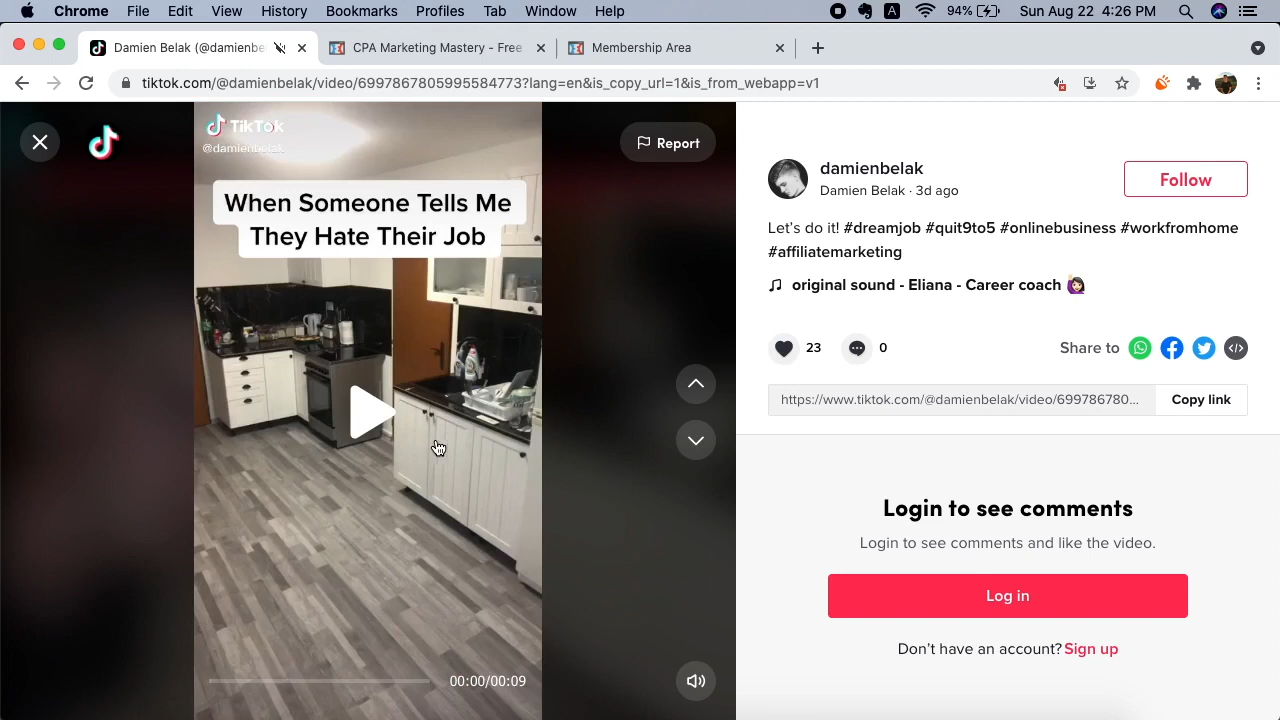 Chrome File Edit View History Bookmarks Profiles Tab Window Help
A 94% Sun Aug 22 4:26 PM
Damien Belak (@damienbe
CPA Marketing Mastery - Free
Membership Area
tiktok.com/@damienbelak/video/6997867805995584773?lang=en&is_copy_url=1&is_from_webapp=v1
TikTok
@damienbelak
Report
When Someone Tells Me
They Hate Their Job
00:00/00:09
damienbelak
Damien Belak · 3d ago
Follow
Let's do it! #dreamjob #quit9to5 #onlinebusiness #workfromhome
#affiliatemarketing
original sound - Eliana - Career coach
23
0
Share to
https://www.tiktok.com/@damienbelak/video/699786780...
Copy link
Login to see comments
Login to see comments and like the video.
Log in
Don't have an account? Sign up